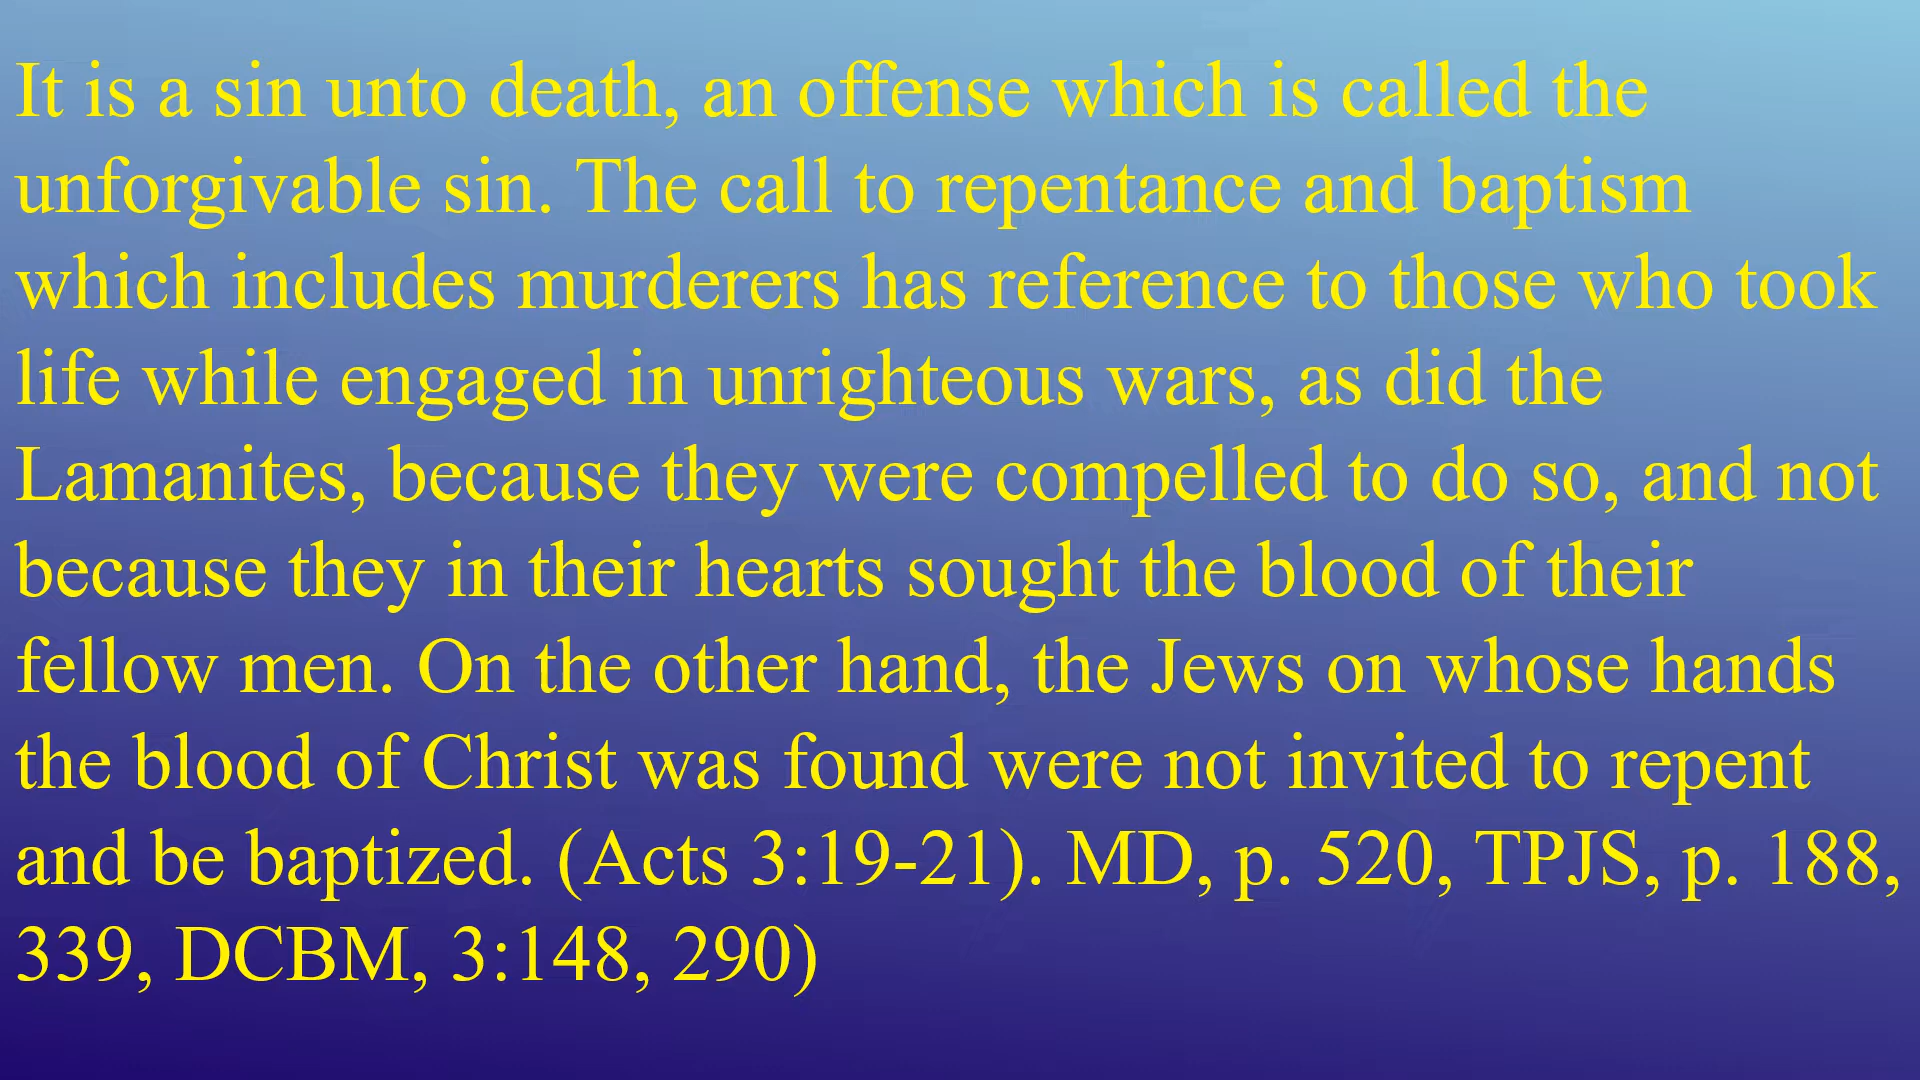 It is a sin unto death, an offense which is called the
unforgivable sin. The call to repentance and baptism
which includes murderers has reference to those who took
life while engaged in unrighteous wars, as did the
Lamanites, because they were compelled to do so, and not
because they in their hearts sought the blood of their
fellow men. On the other hand, the Jews on whose hands
the blood of Christ was found were not invited to repent
and be baptized. (Acts 3:19-21). MD, p. 520, TPJS, p. 188,
339, DCBM, 3:148, 290)